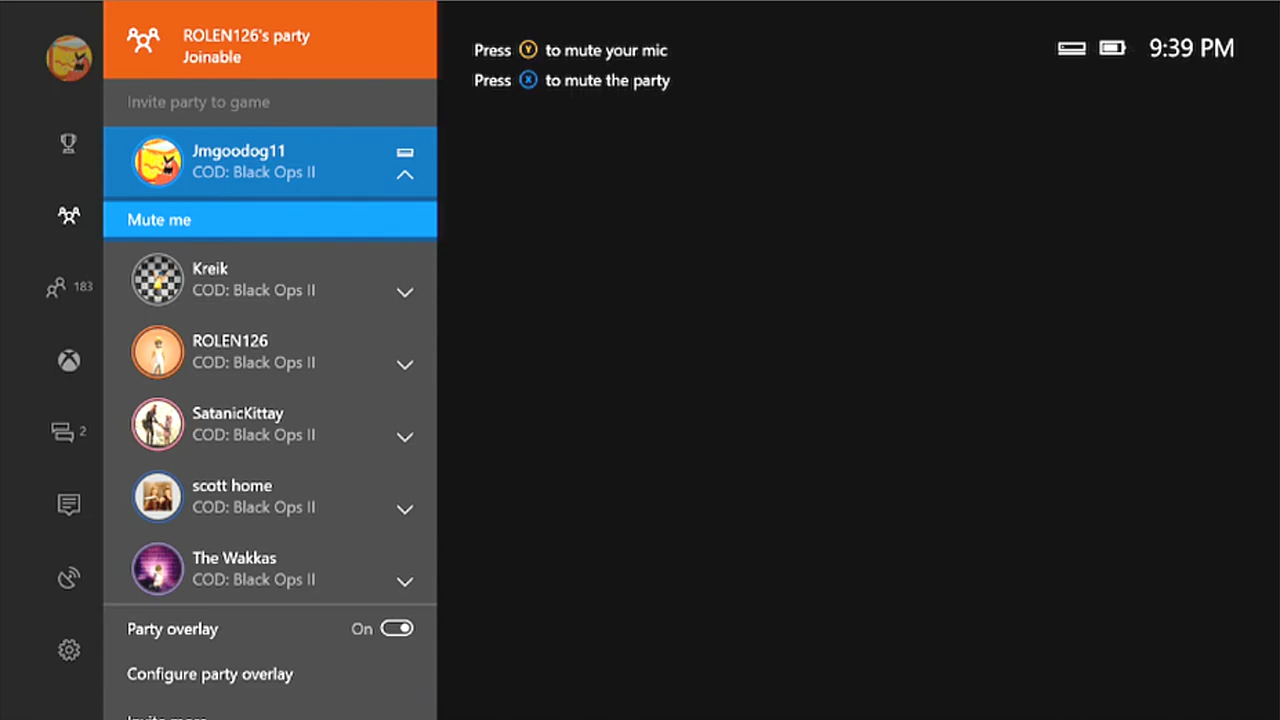 ROLEN126's party
Joinable
Press Y to mute your mic
Press X to mute the party
9:39 PM
Invite party to game
Jmgoodog11
COD: Black Ops II
Mute me
Kreik
COD: Black Ops II
183
ROLEN126
COD: Black Ops II
SatanicKittay
COD: Black Ops II
2
scott home
COD: Black Ops II
The Wakkas
COD: Black Ops II
Party overlay On
Configure party overlay